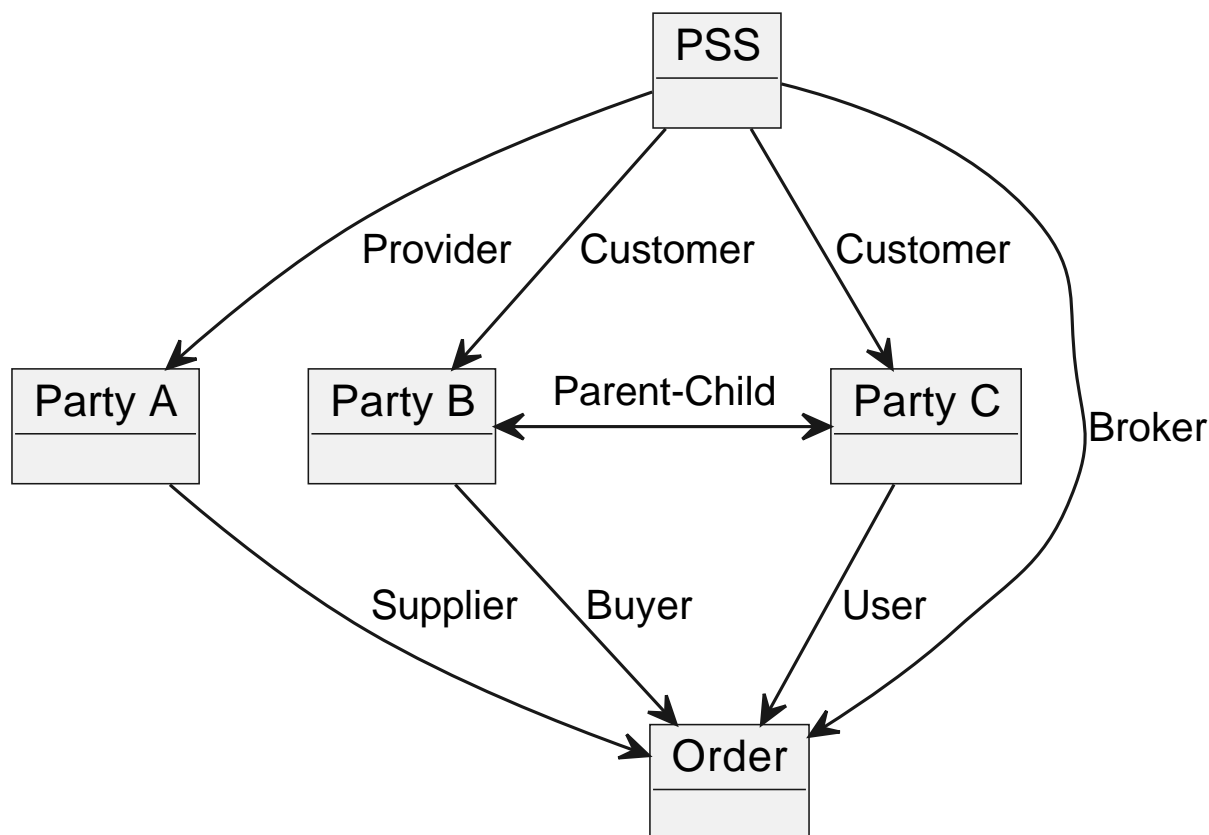 PSS
Provider
Customer
Customer
Party A
Party B
Parent-Child
Party C
Broker
Supplier
Buyer
User
Order